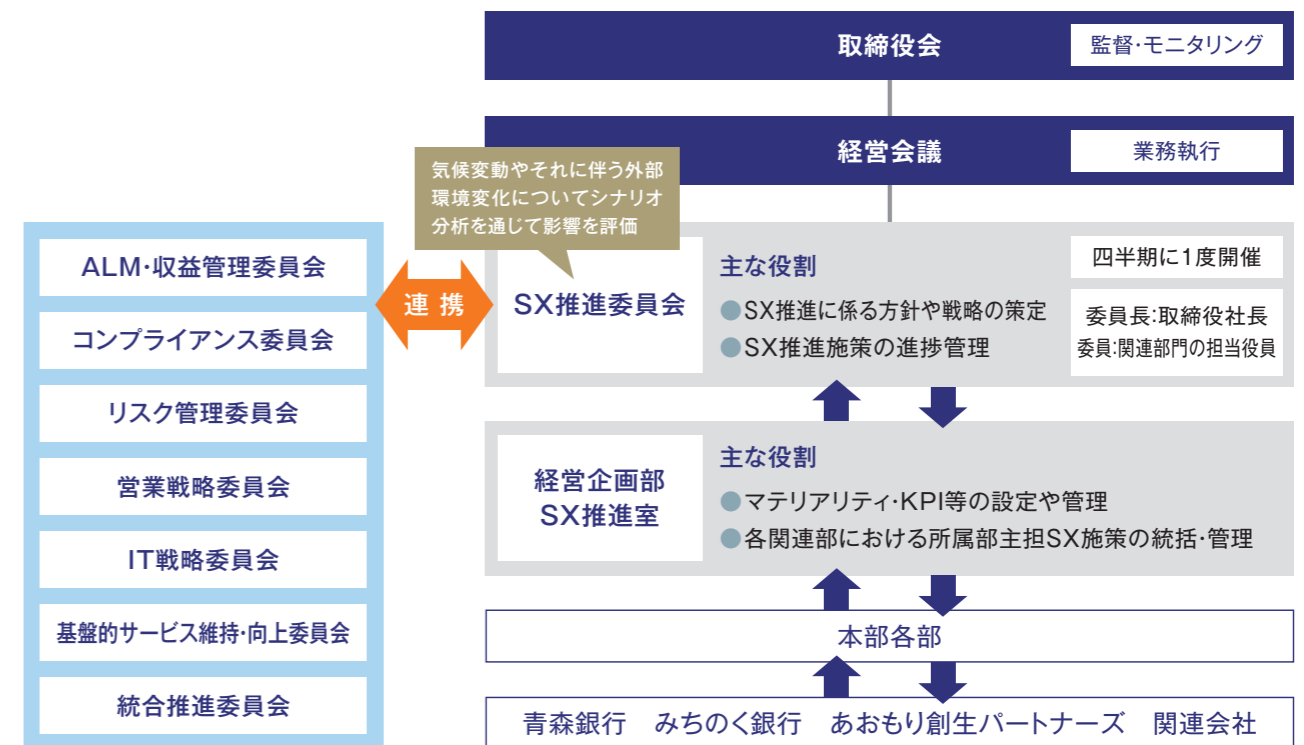 取締役会
監督・モニタリング
経営会議
業務執行
気候変動やそれに伴う外部
環境変化についてシナリオ
分析を通じて影響を評価
ALM・収益管理委員会
コンプライアンス委員会
リスク管理委員会
営業戦略委員会
IT戦略委員会
基盤的サービス維持・向上委員会
統合推進委員会
連携
SX推進委員会
主な役割
●SX推進に係る方針や戦略の策定
●SX推進施策の進捗管理
四半期に1度開催
委員長:取締役社長
委員:関連部門の担当役員
経営企画部
SX推進室
主な役割
●マテリアリティ・KPI等の設定や管理
●各関連部における所属部主担SX施策の統括・管理
本部各部
青森銀行 みちのく銀行 あおもり創生パートナーズ 関連会社